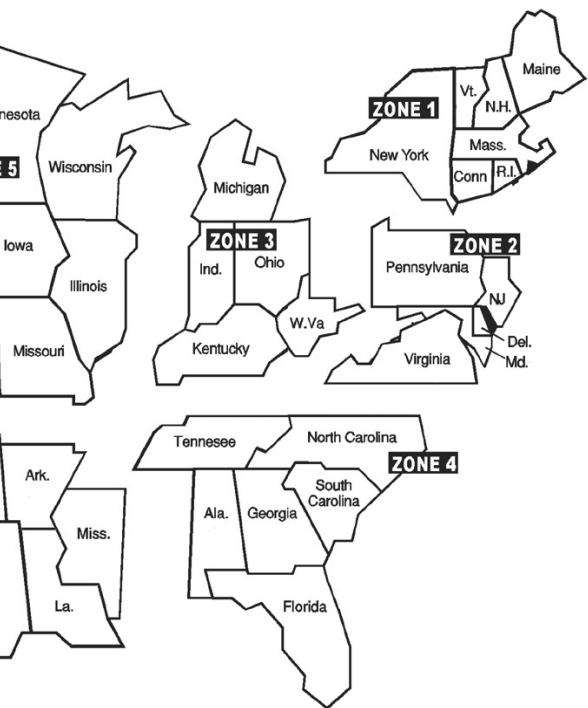 Maine
Vt.
N.H.
ZONE 1
Mass.
New York
Conn
R.I.
nesota
E 5
Wisconsin
Michigan
Iowa
Illinois
Missouri
ZONE 3
Ind.
Ohio
W.Va
Kentucky
ZONE 2
Pennsylvania
NJ
Del.
Md.
Virginia
Tennesee
North Carolina
ZONE 4
South
Carolina
Ala.
Georgia
Florida
Ark.
Miss.
La.